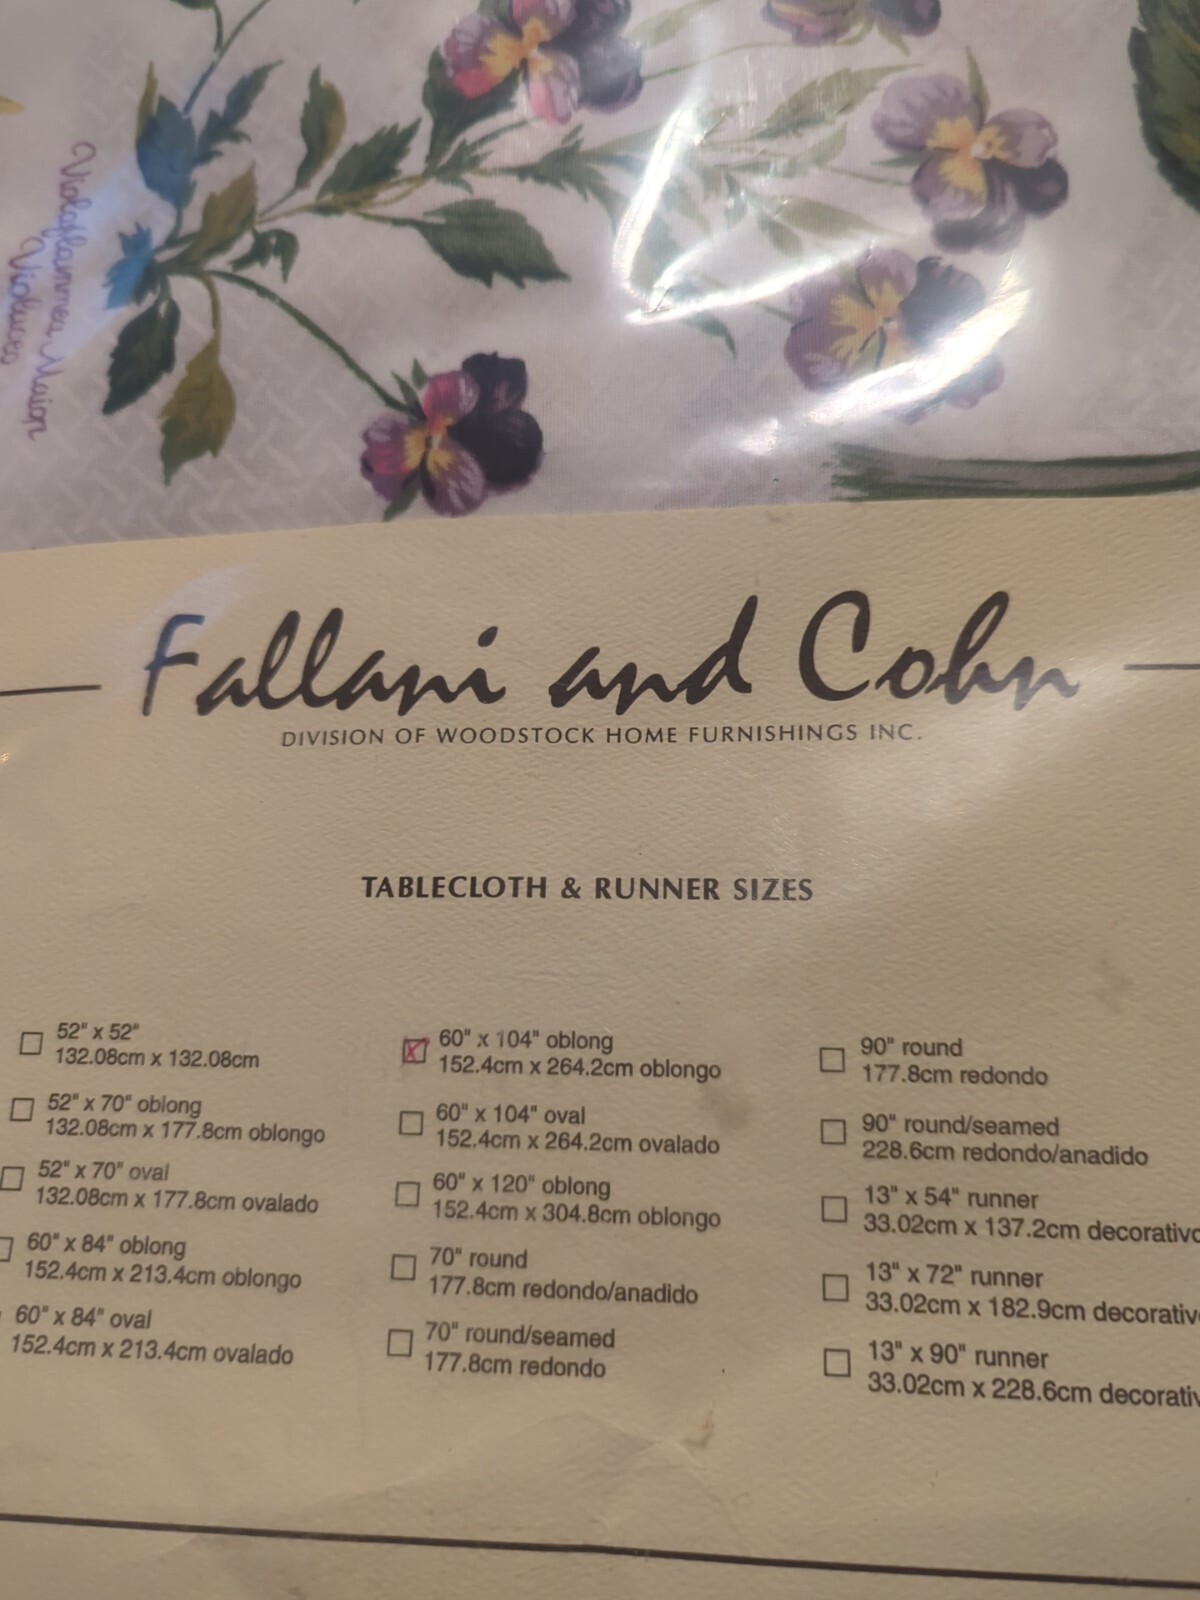 Fallani and Cohn
DIVISION OF WOODSTOCK HOME FURNISHINGS INC.
TABLECLOTH & RUNNER SIZES
52" x 52"
132.08cm x 132.08cm
52" x 70" oblong
132.08cm x 177.8cm oblongo
52" x 70" oval
132.08cm x 177.8cm ovalado
60" x 84" oblong
152.4cm x 213.4cm oblongo
60" x 84" oval
152.4cm x 213.4cm ovalado
60" x 104" oblong
152.4cm x 264.2cm oblongo
60" x 104" oval
152.4cm x 264.2cm ovalado
60" x 120" oblong
152.4cm x 304.8cm oblongo
70" round
177.8cm redondo/anadido
70" round/seamed
177.8cm redondo
90" round
177.8cm redondo
90" round/seamed
228.6cm redondo/anadido
13" x 54" runner
33.02cm x 137.2cm decorativo
13" x 72" runner
33.02cm x 182.9cm decorativ
13" x 90" runner
33.02cm x 228.6cm decorativ